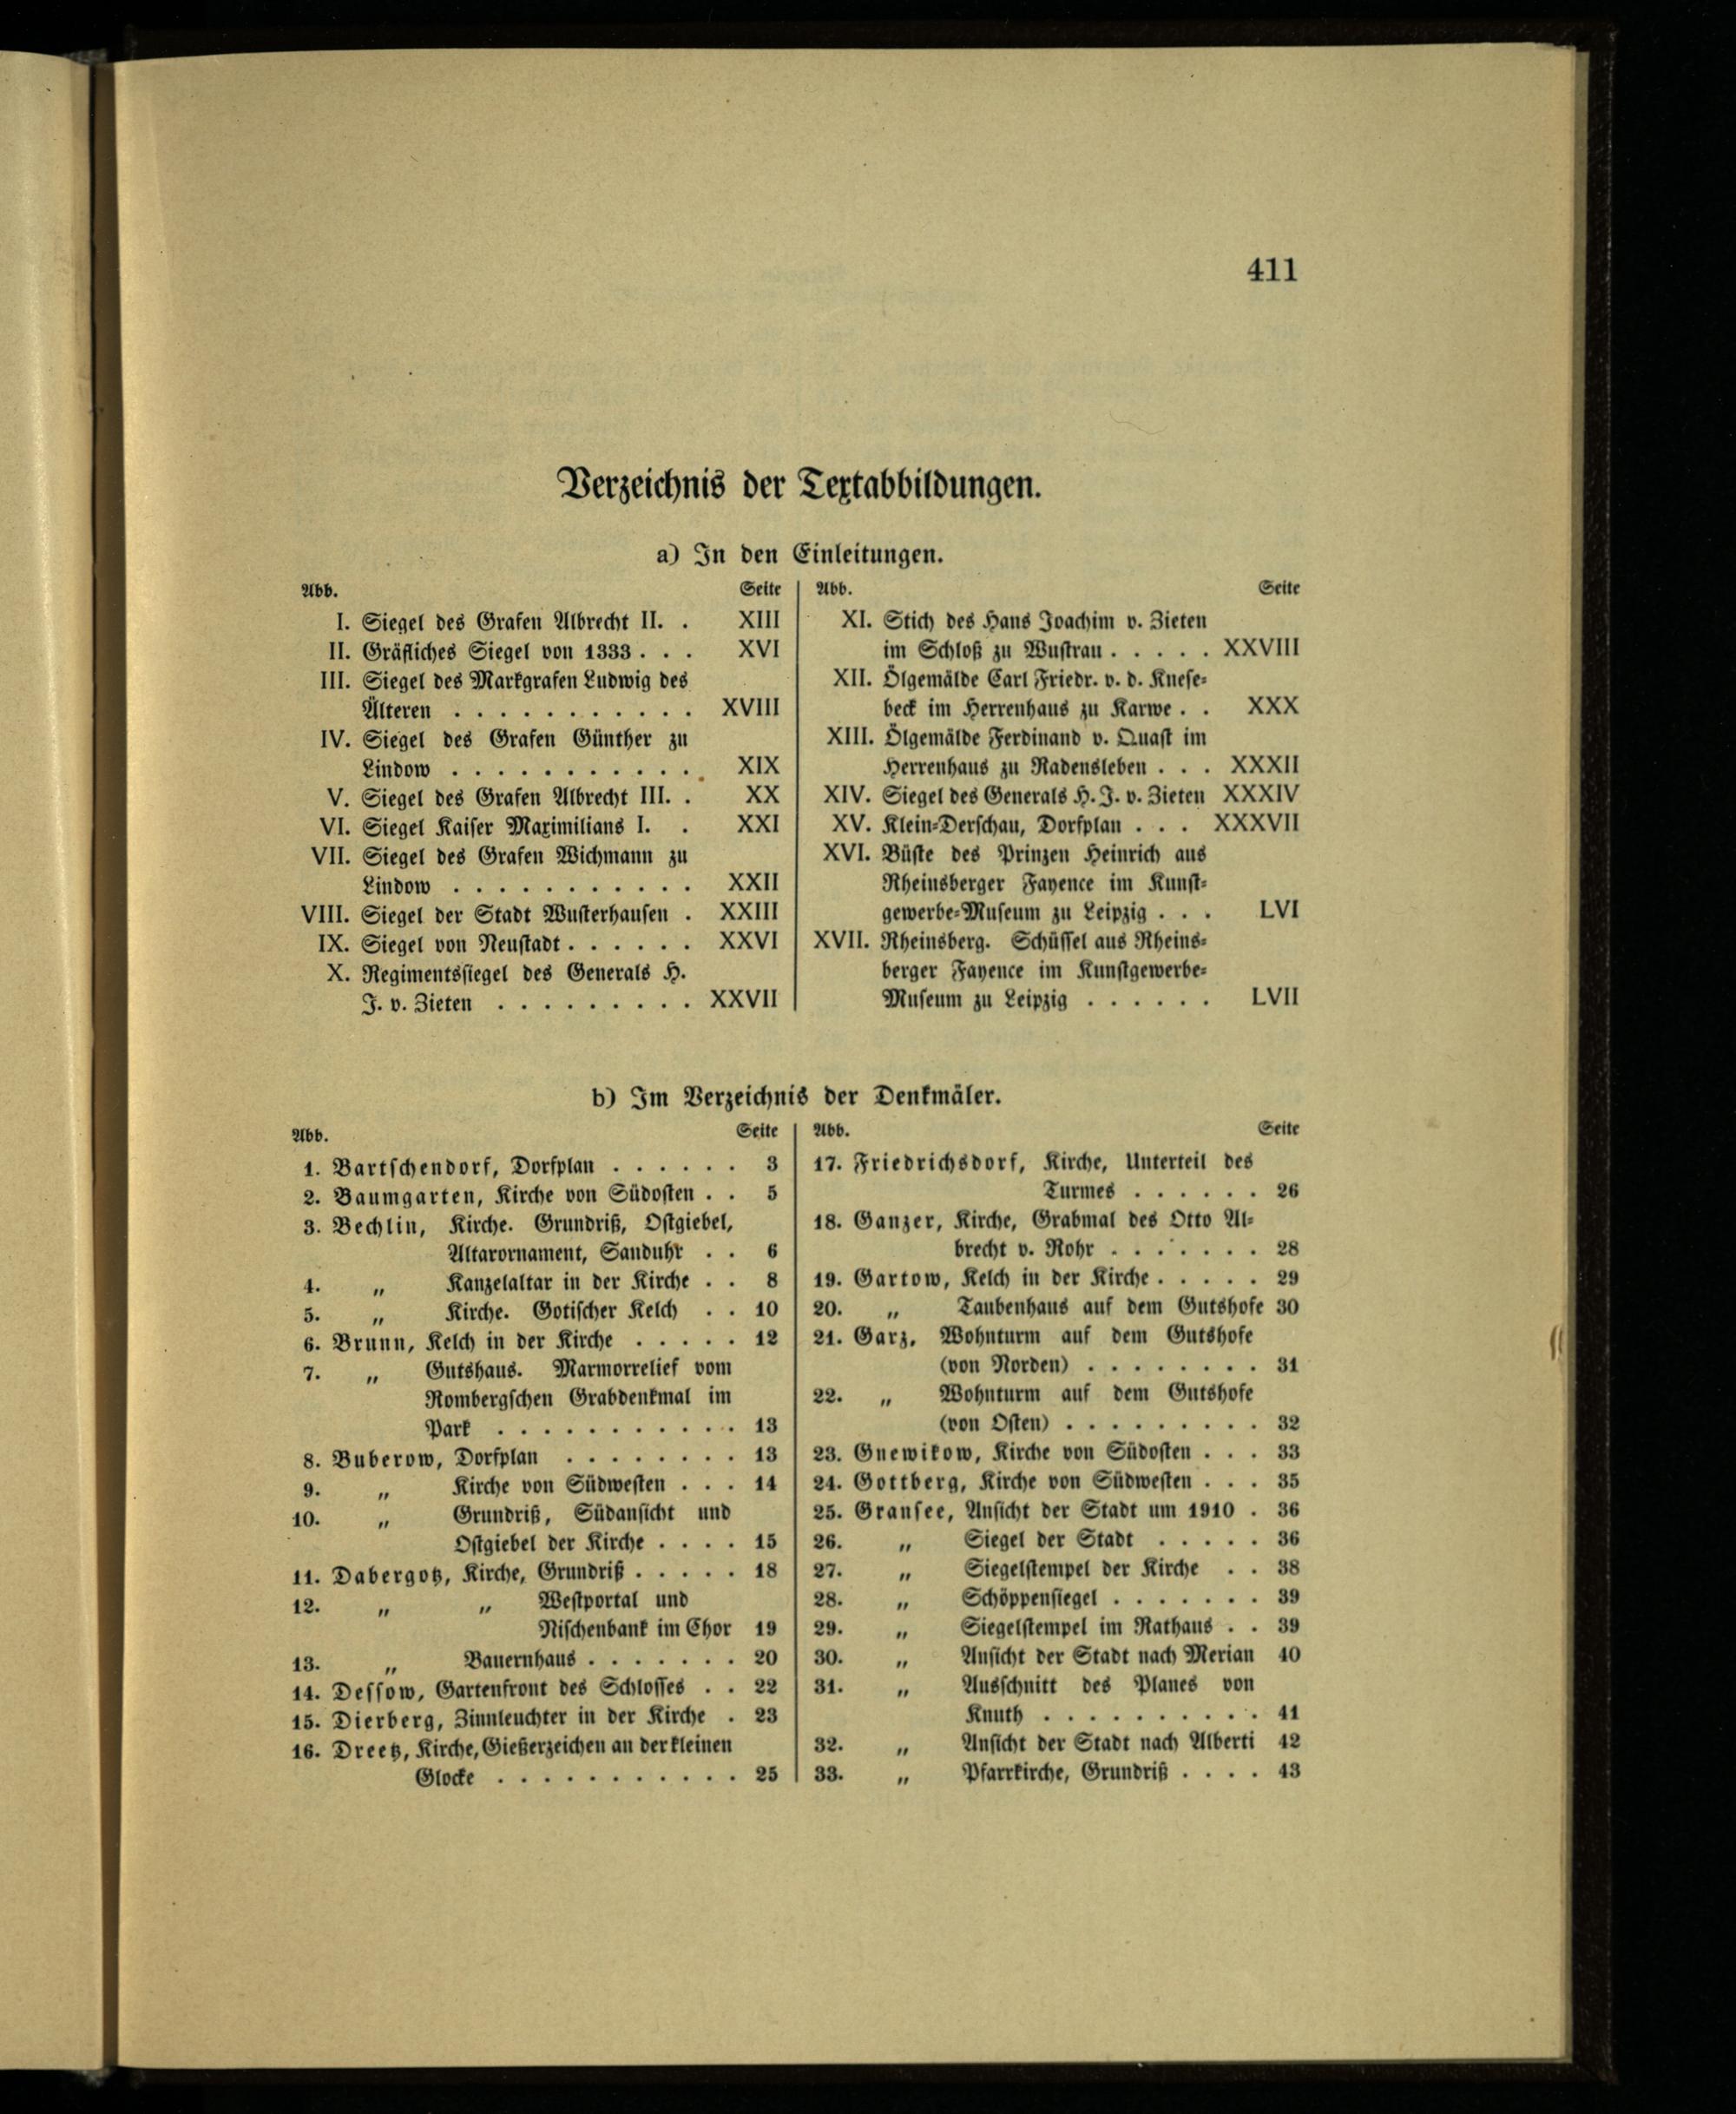 411
Verzeichnis der Textabbildungen.
a) In den Einleitungen.
Abb. Seite
I. Siegel des Grafen Albrecht II. . XIII
II. Gräfliches Siegel von 1333 . . . XVI
III. Siegel des Markgrafen Ludwig des
Älteren . . . . . . . . . . . XVIII
IV. Siegel des Grafen Günther zu
Lindow . . . . . . . . . . . XIX
V. Siegel des Grafen Albrecht III. . XX
VI. Siegel Kaiser Maximilians I. . XXI
VII. Siegel des Grafen Wichmann zu
Lindow . . . . . . . . . . . XXII
VIII. Siegel der Stadt Wusterhausen . XXIII
IX. Siegel von Neustadt . . . . . . XXVI
X. Regimentssiegel des Generals H.
J. v. Zieten . . . . . . . . . XXVII
Abb. Seite
XI. Stich des Hans Joachim v. Zieten
im Schloß zu Wustrau . . . . . XXVIII
XII. Ölgemälde Carl Friedr. v. d. Knese-
beck im Herrenhaus zu Karwe . . XXX
XIII. Ölgemälde Ferdinand v. Quast im
Herrenhaus zu Radensleben . . . XXXII
XIV. Siegel des Generals H. J. v. Zieten XXXIV
XV. Klein-Derschau, Dorfplan . . . XXXVII
XVI. Büste des Prinzen Heinrich aus
Rheinsberger Fayence im Kunst-
gewerbe-Museum zu Leipzig . . . LVI
XVII. Rheinsberg. Schüssel aus Rheins-
berger Fayence im Kunstgewerbe-
Museum zu Leipzig . . . . . . LVII
b) Im Verzeichnis der Denkmäler.
Abb. Seite
1. Bartschendorf, Dorfplan . . . . . . 3
2. Baumgarten, Kirche von Südosten . . 5
3. Bechlin, Kirche. Grundriß, Ostgiebel,
Altarornament, Sanduhr . . 6
4. „ Kanzelaltar in der Kirche . . 8
5. „ Kirche. Gotischer Kelch . . 10
6. Brunn, Kelch in der Kirche . . . . . 12
7. „ Gutshaus. Marmorrelief vom
Rombergschen Grabdenkmal im
Park . . . . . . . . . . . 13
8. Buberow, Dorfplan . . . . . . . . 13
9. „ Kirche von Südwesten . . . 14
10. „ Grundriß, Südansicht und
Ostgiebel der Kirche . . . . 15
11. Dabergotz, Kirche, Grundriß . . . . . 18
12. „ „ Westportal und
Nischenbank im Chor 19
13. „ Bauernhaus . . . . . . . 20
14. Dessow, Gartenfront des Schlosses . . 22
15. Dierberg, Zinnleuchter in der Kirche . 23
16. Dreetz, Kirche, Gießerzeichen an der kleinen
Glocke . . . . . . . . . . . 25
Abb. Seite
17. Friedrichsdorf, Kirche, Unterteil des
Turmes . . . . . . 26
18. Ganzer, Kirche, Grabmal des Otto Al-
brecht v. Rohr . . . . . . . 28
19. Gartow, Kelch in der Kirche . . . . . 29
20. „ Taubenhaus auf dem Gutshofe 30
21. Garz, Wohnturm auf dem Gutshofe
(von Norden) . . . . . . . . 31
22. „ Wohnturm auf dem Gutshofe
(von Osten) . . . . . . . . . 32
23. Gnewikow, Kirche von Südosten . . . 33
24. Gottberg, Kirche von Südwesten . . . 35
25. Gransee, Ansicht der Stadt um 1910 . 36
26. „ Siegel der Stadt . . . . . 36
27. „ Siegelstempel der Kirche . . 38
28. „ Schöppensiegel . . . . . . . 39
29. „ Siegelstempel im Rathaus . . 39
30. „ Ansicht der Stadt nach Merian 40
31. „ Ausschnitt des Planes von
Knuth . . . . . . . . . . 41
32. „ Ansicht der Stadt nach Alberti 42
33. „ Pfarrkirche, Grundriß . . . . 43